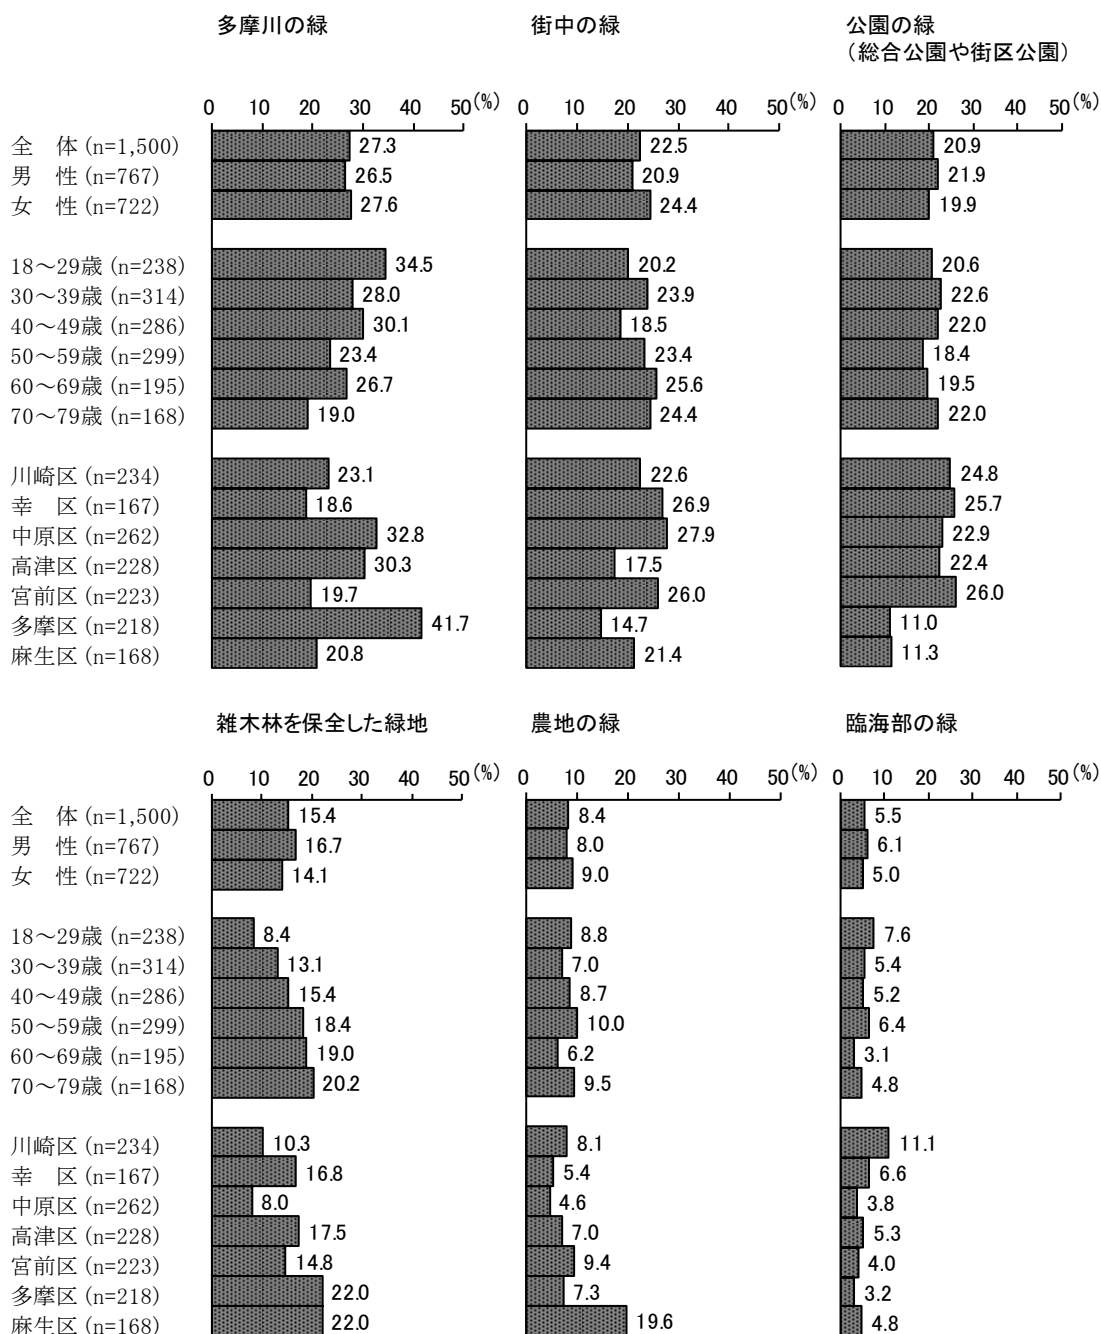 多摩川の緑 街中の緑 公園の緑
（総合公園や街区公園）
0 10 20 30 40 50(%) 0 10 20 30 40 50(%) 0 10 20 30 40 50(%)
全 体 (n=1,500) 27.3 22.5 20.9
男 性 (n=767) 26.5 20.9 21.9
女 性 (n=722) 27.6 24.4 19.9
18～29歳 (n=238) 34.5 20.2 20.6
30～39歳 (n=314) 28.0 23.9 22.6
40～49歳 (n=286) 30.1 18.5 22.0
50～59歳 (n=299) 23.4 23.4 18.4
60～69歳 (n=195) 26.7 25.6 19.5
70～79歳 (n=168) 19.0 24.4 22.0
川崎区 (n=234) 23.1 22.6 24.8
幸 区 (n=167) 18.6 26.9 25.7
中原区 (n=262) 32.8 27.9 22.9
高津区 (n=228) 30.3 17.5 22.4
宮前区 (n=223) 19.7 26.0 26.0
多摩区 (n=218) 41.7 14.7 11.0
麻生区 (n=168) 20.8 21.4 11.3
雑木林を保全した緑地 農地の緑 臨海部の緑
0 10 20 30 40 50(%) 0 10 20 30 40 50(%) 0 10 20 30 40 50(%)
全 体 (n=1,500) 15.4 8.4 5.5
男 性 (n=767) 16.7 8.0 6.1
女 性 (n=722) 14.1 9.0 5.0
18～29歳 (n=238) 8.4 8.8 7.6
30～39歳 (n=314) 13.1 7.0 5.4
40～49歳 (n=286) 15.4 8.7 5.2
50～59歳 (n=299) 18.4 10.0 6.4
60～69歳 (n=195) 19.0 6.2 3.1
70～79歳 (n=168) 20.2 9.5 4.8
川崎区 (n=234) 10.3 8.1 11.1
幸 区 (n=167) 16.8 5.4 6.6
中原区 (n=262) 8.0 4.6 3.8
高津区 (n=228) 17.5 7.0 5.3
宮前区 (n=223) 14.8 9.4 4.0
多摩区 (n=218) 22.0 7.3 3.2
麻生区 (n=168) 22.0 19.6 4.8